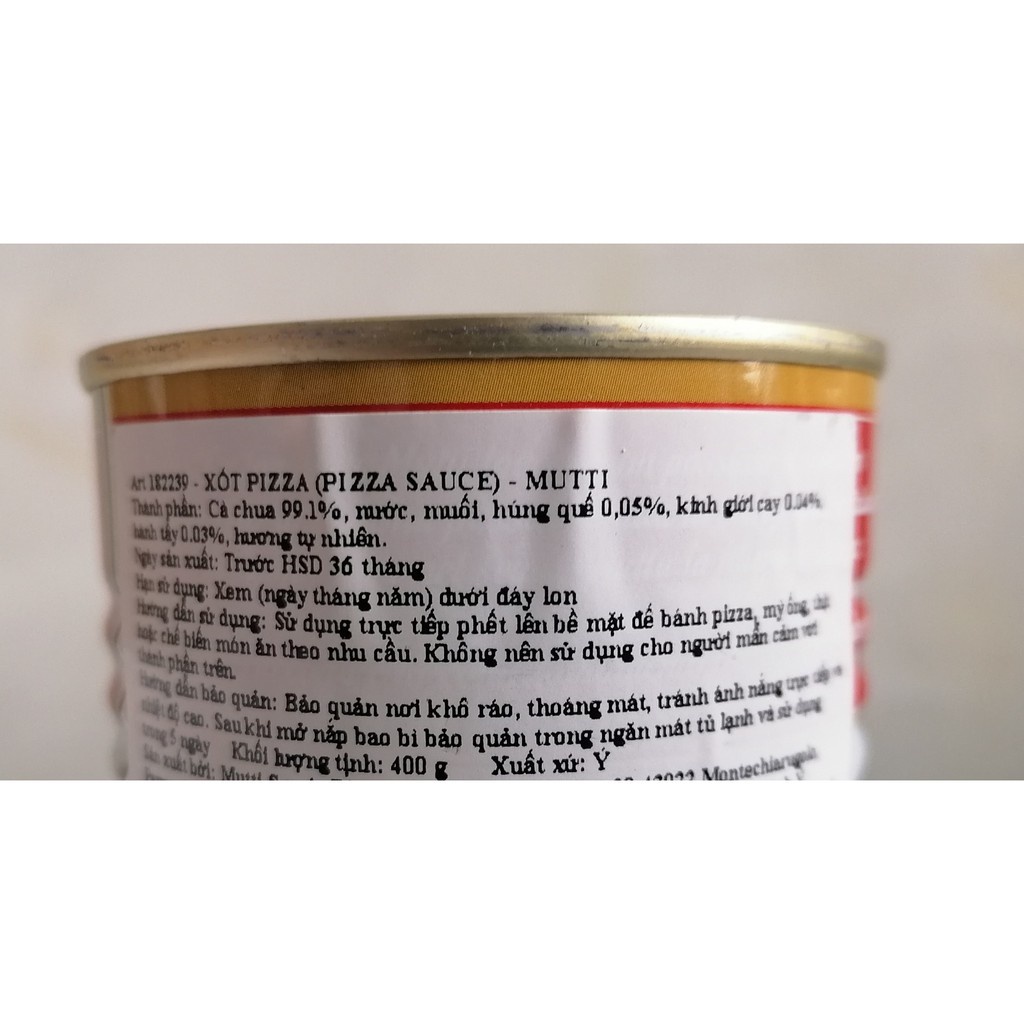 Art 182239 - XỐT PIZZA (PIZZA SAUCE) - MUTTI
Thành phần: Cà chua 99.1%, nước, muối, húng quế 0,05%, kinh giới cay 0.04%,
hành tây 0.03%, hương tự nhiên.
Ngày sản xuất: Trước HSD 36 tháng
Hạn sử dụng: Xem (ngày tháng năm) dưới đáy lon
Hướng dẫn sử dụng: Sử dụng trực tiếp phết lên bề mặt đế bánh pizza, mỳ ống, thịt
hoặc chế biến món ăn theo nhu cầu. Không nên sử dụng cho người mẫn cảm với
thành phần trên.
Hướng dẫn bảo quản: Bảo quản nơi khô ráo, thoáng mát, tránh ánh nắng trực tiếp và
nhiệt độ cao. Sau khi mở nắp bao bì bảo quản trong ngăn mát tủ lạnh và sử dụng
trong 5 ngày Khối lượng tịnh: 400 g Xuất xứ: Ý
Sản xuất bởi: Mutti Montechiarugolo